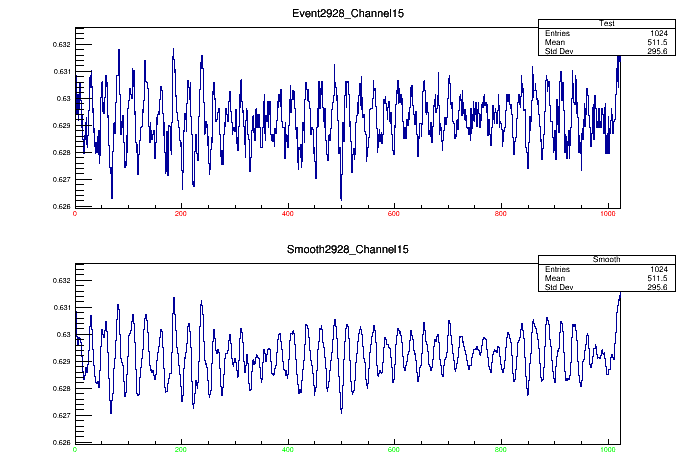 Event2928_Channel15
Test
Entries 1024
Mean 511.5
Std Dev 295.6
0.632
0.631
0.63
0.629
0.628
0.627
0.626
0 200 400 600 800 1000
Smooth2928_Channel15
Smooth
Entries 1024
Mean 511.5
Std Dev 295.6
0.632
0.631
0.63
0.629
0.628
0.627
0.626
0 200 400 600 800 1000